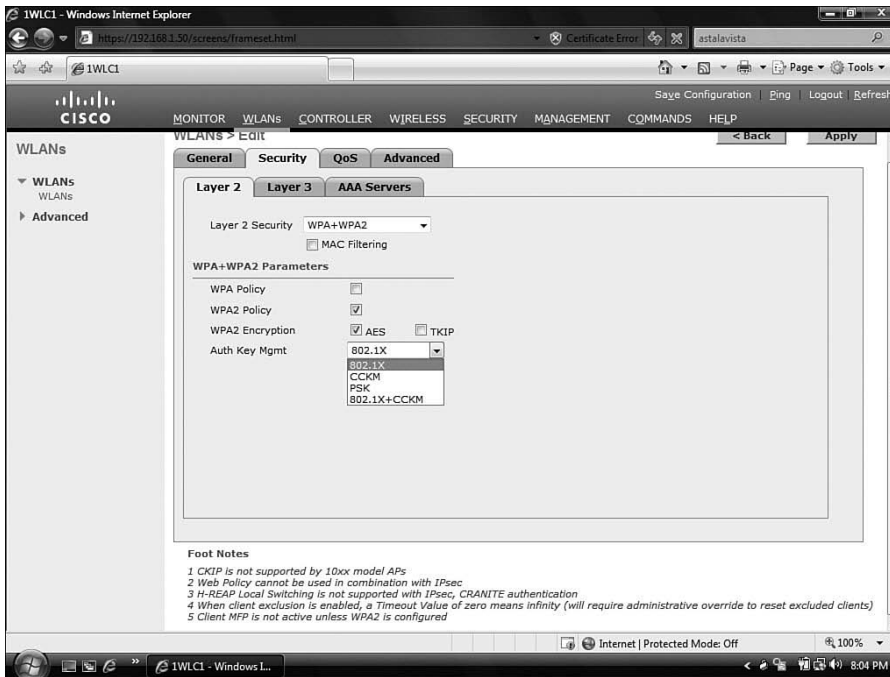 1WLC1 - Windows Internet Explorer
https://192.168.1.50/screens/frameset.html
Certificate Error
astalavista
1WLC1
Page
Tools
Save Configuration | Ping | Logout | Refresh
CISCO
MONITOR WLANs CONTROLLER WIRELESS SECURITY MANAGEMENT COMMANDS HELP
WLANs
WLANs
WLANs
Advanced
WLANs > Edit
< Back
Apply
General Security QoS Advanced
Layer 2 Layer 3 AAA Servers
Layer 2 Security WPA+WPA2
MAC Filtering
WPA+WPA2 Parameters
WPA Policy
WPA2 Policy
WPA2 Encryption AES TKIP
Auth Key Mgmt 802.1X
802.1X
CCKM
PSK
802.1X+CCKM
Foot Notes
1 CKIP is not supported by 10xx model APs
2 Web Policy cannot be used in combination with IPsec
3 H-REAP Local Switching is not supported with IPsec, CRANITE authentication
4 When client exclusion is enabled, a Timeout Value of zero means infinity (will require administrative override to reset excluded clients)
5 Client MFP is not active unless WPA2 is configured
Internet | Protected Mode: Off
100%
1WLC1 - Windows I...
8:04 PM